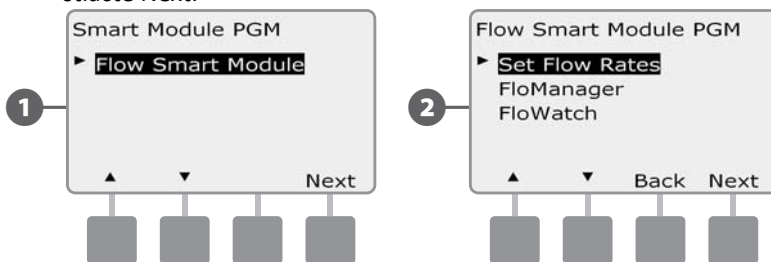 Smart Module PGM
► Flow Smart Module
1
▲ ▼ Next
Flow Smart Module PGM
► Set Flow Rates
FloManager
FloWatch
2
▲ ▼ Back Next